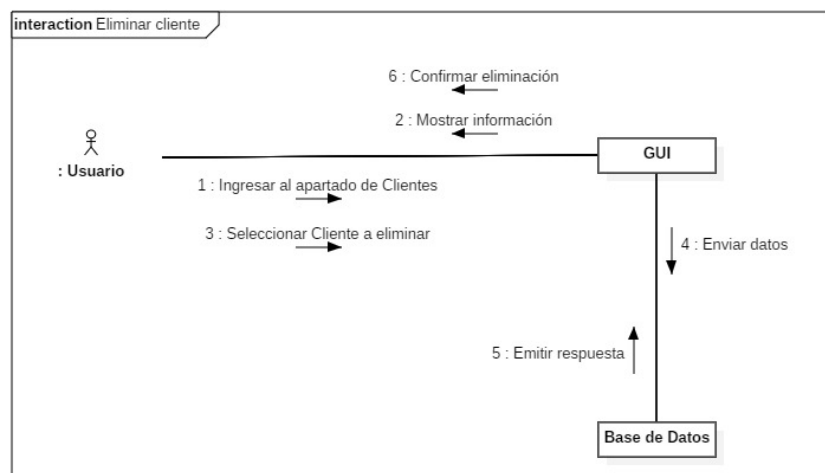 interaction Eliminar cliente
6 : Confirmar eliminación
2 : Mostrar información
GUI
: Usuario
1 : Ingresar al apartado de Clientes
3 : Seleccionar Cliente a eliminar
4 : Enviar datos
5 : Emitir respuesta
Base de Datos